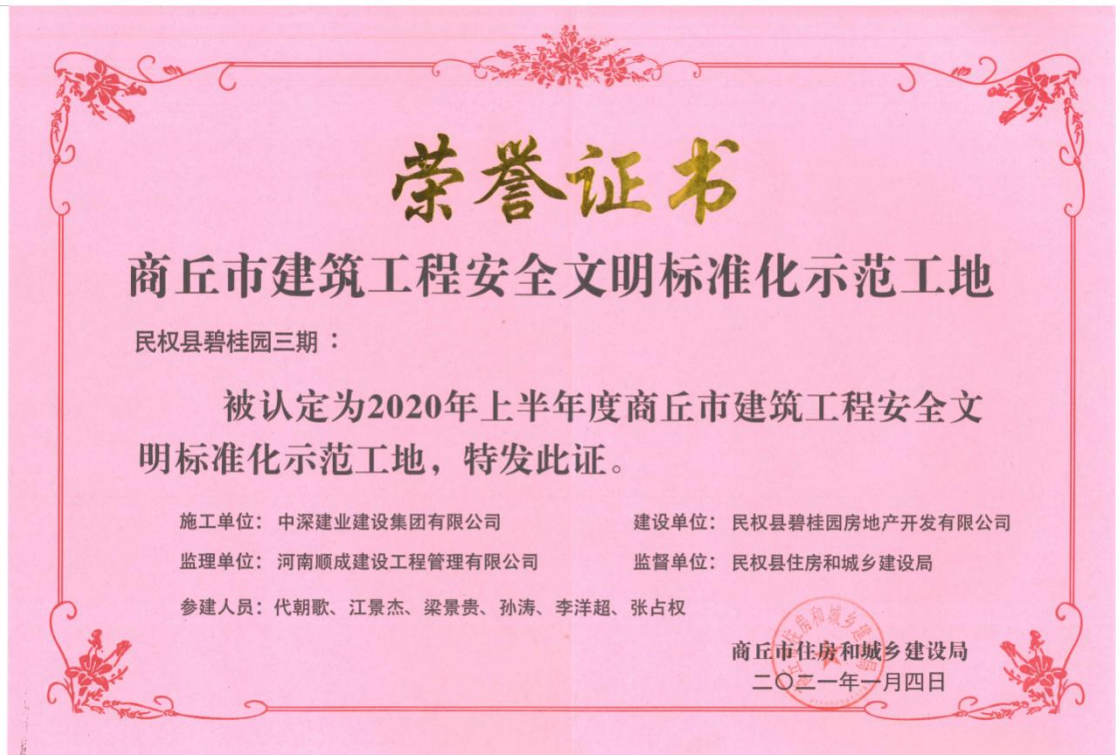 荣誉证书
商丘市建筑工程安全文明标准化示范工地
民权县碧桂园三期：
被认定为2020年上半年度商丘市建筑工程安全文
明标准化示范工地，特发此证。
施工单位：中深建业建设集团有限公司 建设单位：民权县碧桂园房地产开发有限公司
监理单位：河南顺成建设工程管理有限公司 监督单位：民权县住房和城乡建设局
参建人员：代朝歌、江景杰、梁景贵、孙涛、李洋超、张占权
商丘市住房和城乡建设局
二〇二一年一月四日